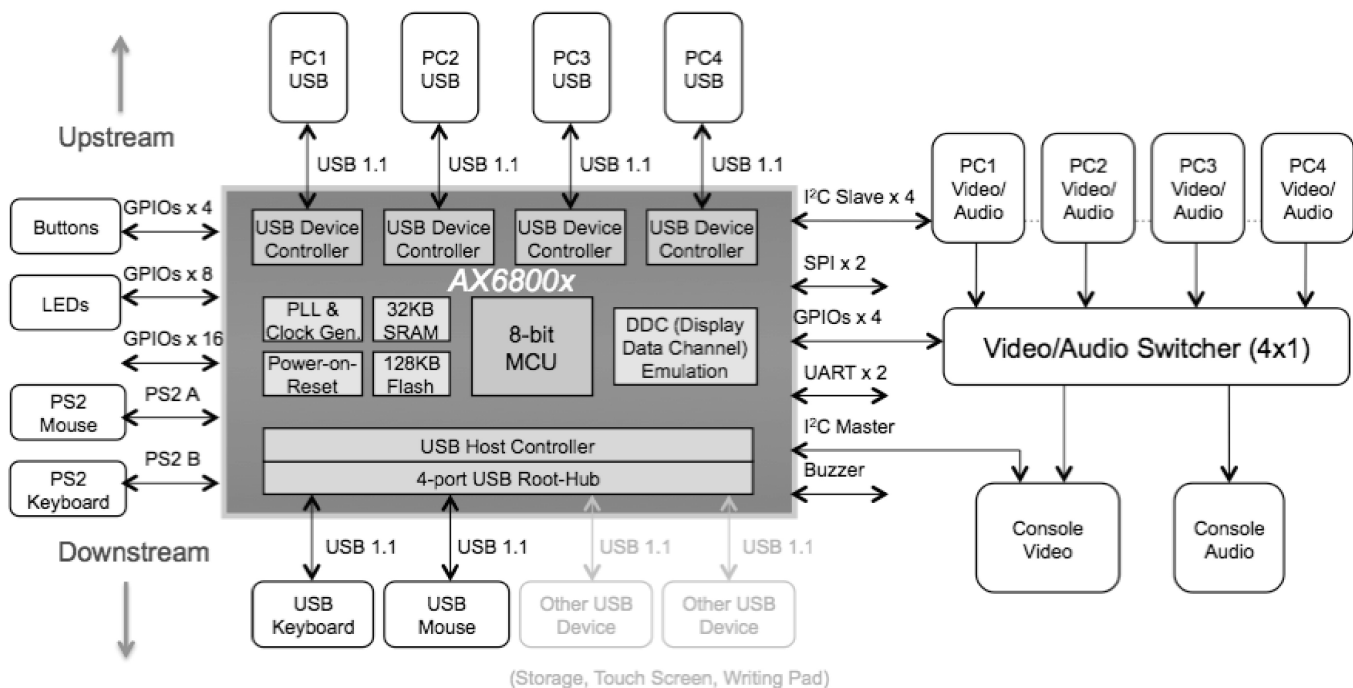 PC1
USB
PC2
USB
PC3
USB
PC4
USB
Upstream
USB 1.1
USB 1.1
USB 1.1
USB 1.1
PC1
Video/
Audio
PC2
Video/
Audio
PC3
Video/
Audio
PC4
Video/
Audio
Buttons
GPIOs x 4
USB Device
Controller
USB Device
Controller
USB Device
Controller
USB Device
Controller
I²C Slave x 4
AX6800x
LEDs
GPIOs x 8
SPI x 2
PLL &
Clock Gen.
32KB
SRAM
8-bit
MCU
DDC (Display
Data Channel)
Emulation
GPIOs x 16
GPIOs x 4
Video/Audio Switcher (4x1)
Power-on-
Reset
128KB
Flash
UART x 2
PS2
Mouse
PS2 A
I²C Master
USB Host Controller
4-port USB Root-Hub
PS2
Keyboard
PS2 B
Buzzer
Console
Video
Console
Audio
Downstream
USB 1.1
USB 1.1
USB 1.1
USB 1.1
USB
Keyboard
USB
Mouse
Other USB
Device
Other USB
Device
(Storage, Touch Screen, Writing Pad)